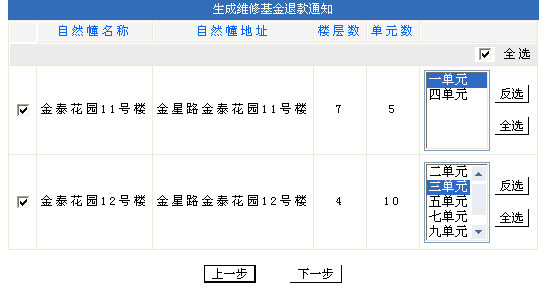 生成维修基金退款通知
自然幢名称 自然幢地址 楼层数 单元数
全选
金泰花园11号楼 金星路金泰花园11号楼 7 5
一单元
四单元
反选
全选
金泰花园12号楼 金星路金泰花园12号楼 4 10
二单元
三单元
五单元
七单元
九单元
反选
全选
上一步 下一步